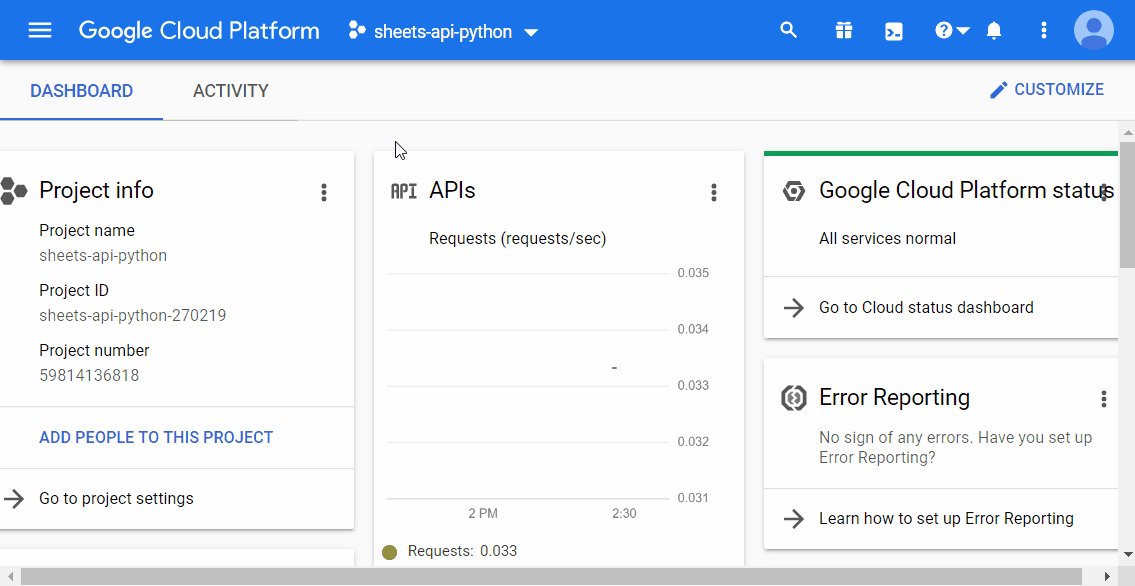 Google Cloud Platform
sheets-api-python
DASHBOARD
ACTIVITY
CUSTOMIZE
Project info
Project name
sheets-api-python
Project ID
sheets-api-python-270219
Project number
59814136818
ADD PEOPLE TO THIS PROJECT
Go to project settings
API APIs
Requests (requests/sec)
0.035
0.034
0.033
0.032
0.031
2 PM 2:30
Requests: 0.033
Google Cloud Platform status
All services normal
Go to Cloud status dashboard
Error Reporting
No sign of any errors. Have you set up
Error Reporting?
Learn how to set up Error Reporting